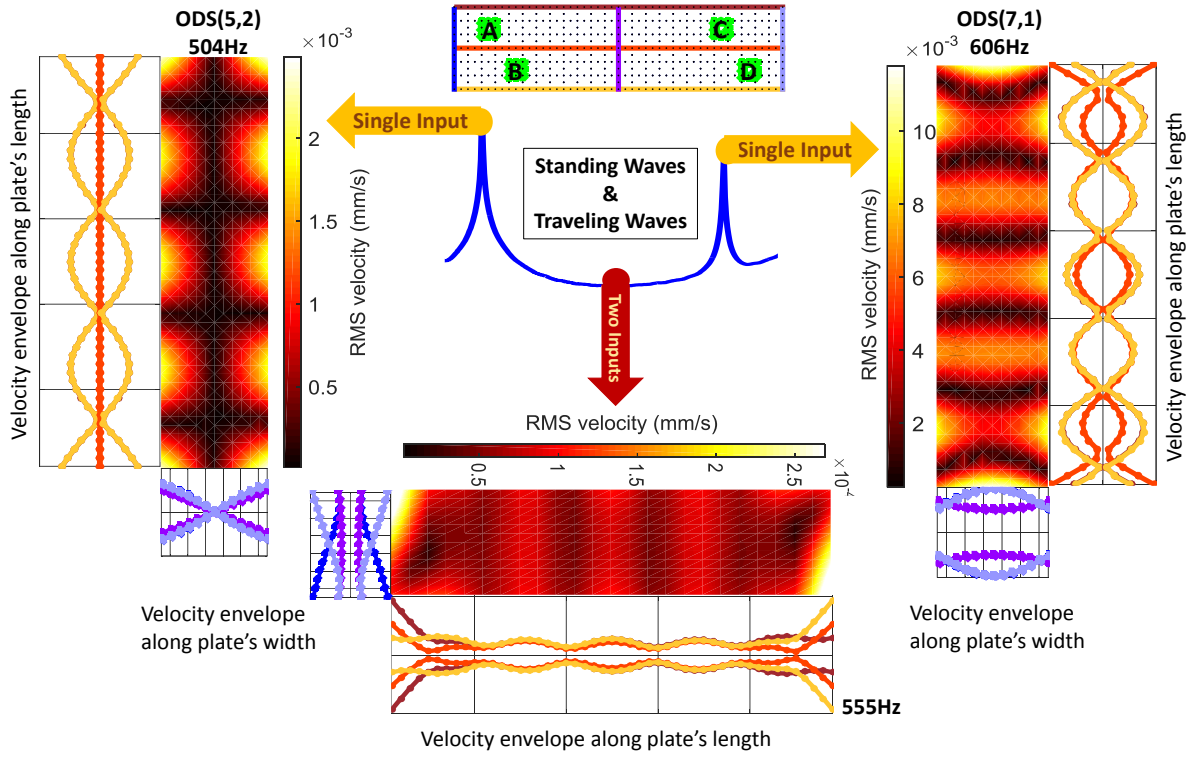 ODS(5,2)
504Hz
× 10⁻³
2
1.5
1
0.5
RMS velocity (mm/s)
Velocity envelope along plate's length
Velocity envelope
along plate's width
A
B
C
D
Single Input
Single Input
Standing Waves
&
Traveling Waves
Two Inputs
RMS velocity (mm/s)
0.5
1
1.5
2
2.5
555Hz
Velocity envelope along plate's length
ODS(7,1)
606Hz
× 10⁻³
10
8
6
4
2
RMS velocity (mm/s)
Velocity envelope along plate's length
Velocity envelope
along plate's width